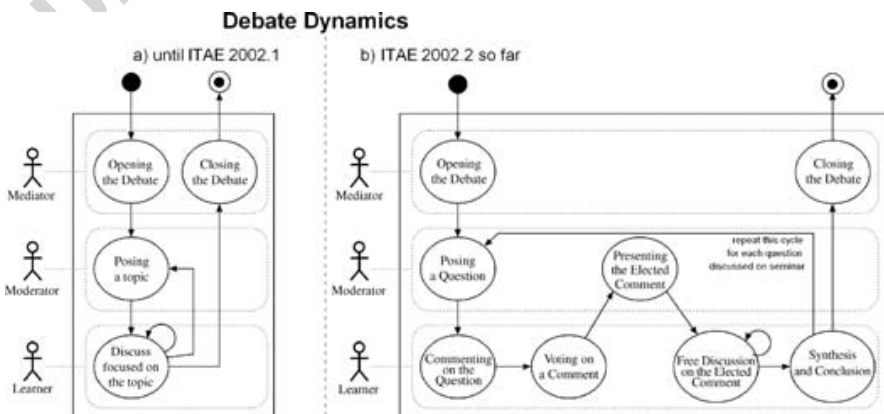 Debate Dynamics
a) until ITAE 2002.1
b) ITAE 2002.2 so far
Mediator
Opening
the Debate
Closing
the Debate
Moderator
Posing
a topic
Learner
Discuss
focused on
the topic
Mediator
Opening
the Debate
Closing
the Debate
Moderator
Posing
a Question
Presenting
the Elected
Comment
repeat this cycle
for each question
discussed on seminar
Learner
Commenting
on the
Question
Voting on
a Comment
Free Discussion
on the Elected
Comment
Synthesis
and Conclusion